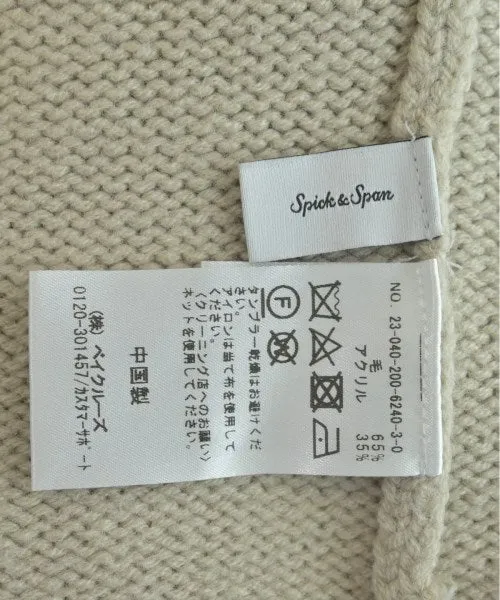 Spick & Span
NO. 23-040-200-6240-3-0
毛 65%
アクリル 35%
F
タンブラー乾燥はお避けくだ
さい。
アイロンは当て布を使用して
ください。
〈クリーニング店へのお願い〉
ネットを使用してください。
中国製
(株) ベイクルーズ
0120-301457/カスタマーサポート